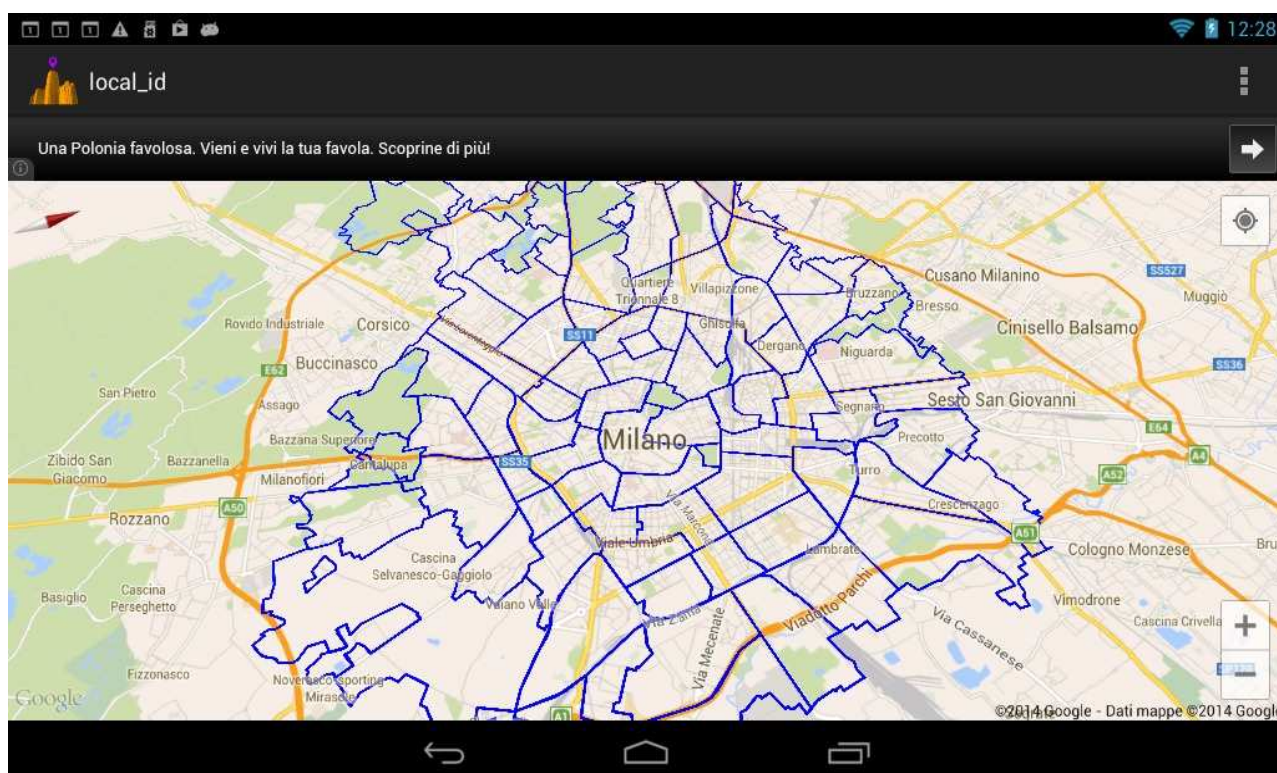 12:28
local_id
Una Polonia favolosa. Vieni e vivi la tua favola. Scoprine di più!
Cusano Milanino
SS527
Quartiere
Triennale 8
Villapizzone
Bruzzano
Bresso
Muggiò
Rovido Industriale
Corsico
Via Lorenteggio
SS11
Ghisolfa
Cinisello Balsamo
Dergano
Niguarda
Buccinasco
E62
SS36
San Pietro
Assago
Segnano
Sesto San Giovanni
E64
Milano
Bazzana Superiore
Precotto
A4
Zibido San
Giacomo
Bazzanella
Cantalupa
SS35
Turro
A52
Milanofiori
Rozzano
A50
Via Marcona
Crescenzago
A51
Viale Umbria
Lambrate
Cologno Monzese
Bru
Cascina
Selvanesco-Gaggiolo
Basiglio
Cascina
Perseghetto
Vaiano Valle
Via Zama
Viadotto Parchi
Via Mecenate
Via Cassanese
Vimodrone
Cascina Crivella
Fizzonasco
Noverasco-sporting
Mirasole
A1
Google
©2014 Google - Dati mappe ©2014 Googl